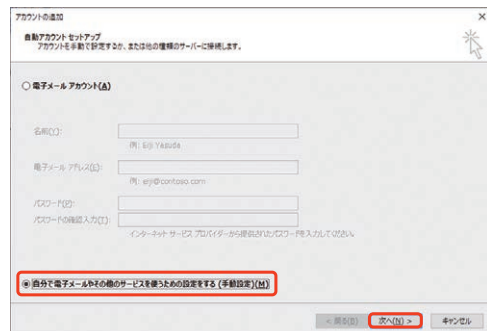 アカウントの追加
自動アカウント セットアップ
アカウントを手動で設定するか、または他の種類のサーバーに接続します。
電子メール アカウント(A)
名前(Y):
例: Eiji Yasuda
電子メール アドレス(E):
例: eiji@contoso.com
パスワード(P):
パスワードの確認入力(T):
インターネット サービス プロバイダーから提供されたパスワードを入力してください。
自分で電子メールやその他のサービスを使うための設定をする (手動設定)(M)
< 戻る(B) 次へ(N) > キャンセル